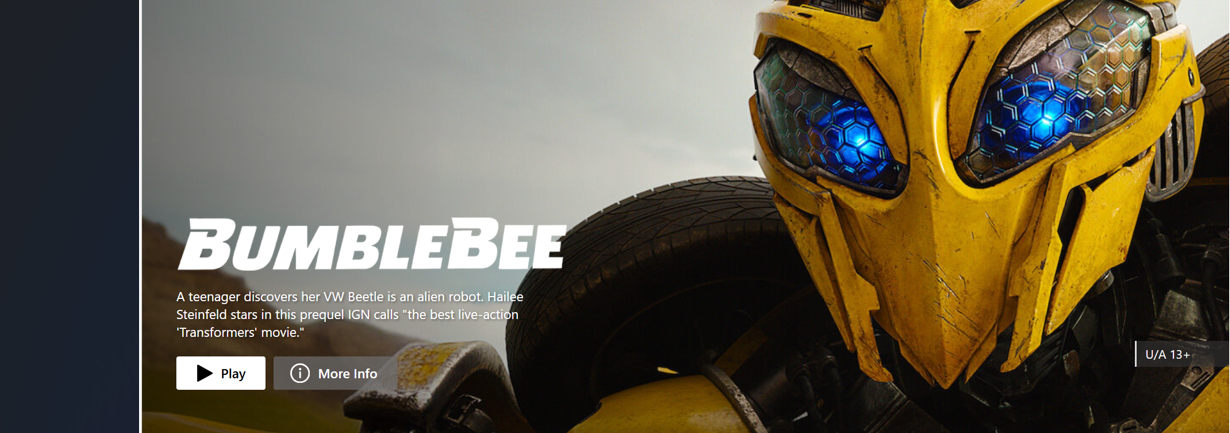 BUMBLEBEE
A teenager discovers her VW Beetle is an alien robot. Hailee
Steinfeld stars in this prequel IGN calls "the best live-action
'Transformers' movie."
Play
More Info
U/A 13+